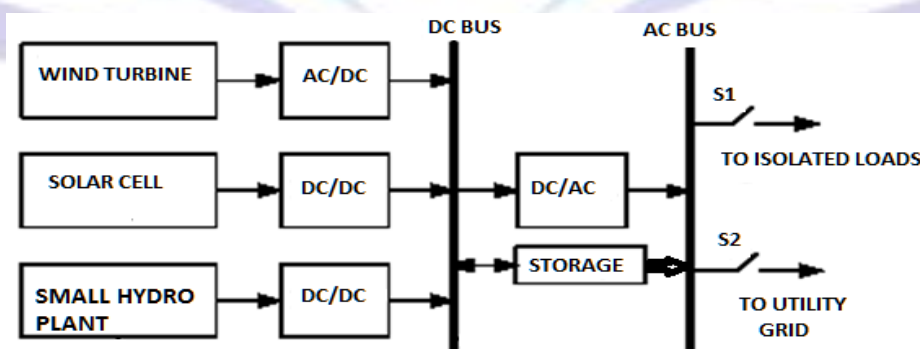 DC BUS
AC BUS
WIND TURBINE
AC/DC
S1
TO ISOLATED LOADS
SOLAR CELL
DC/DC
DC/AC
S2
STORAGE
SMALL HYDRO
PLANT
DC/DC
TO UTILITY
GRID